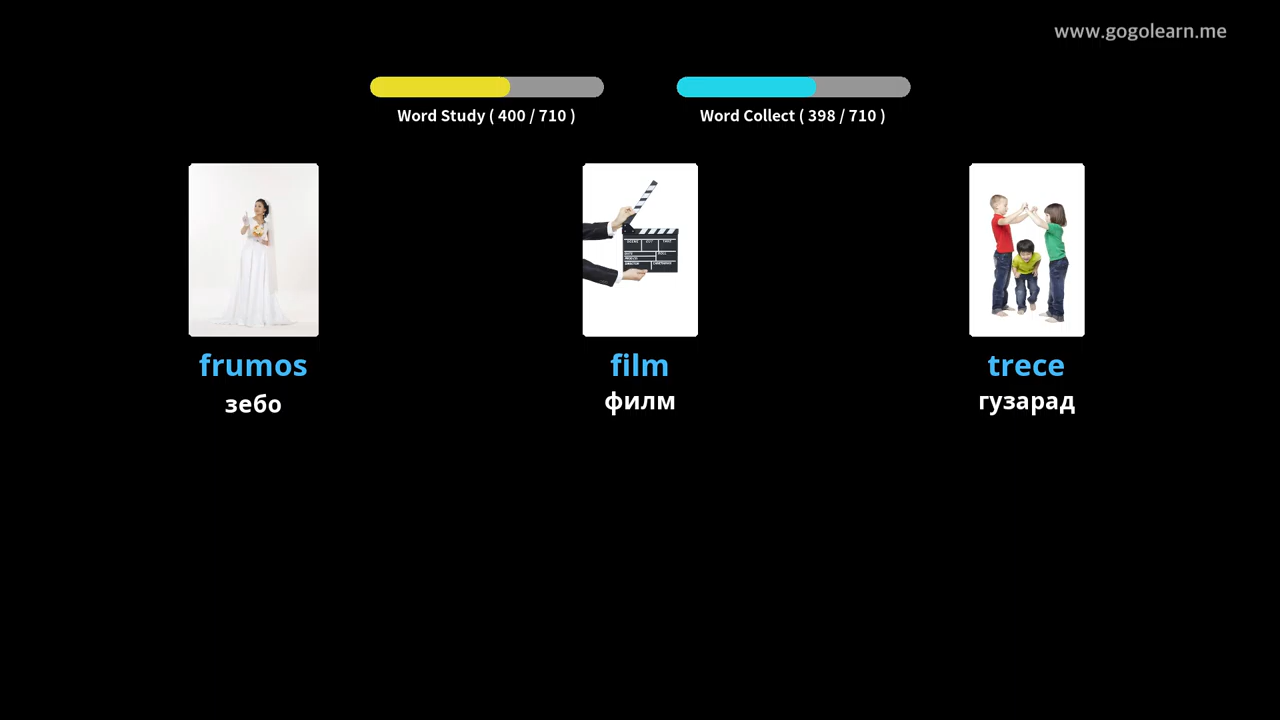 www.gogolearn.me
Word Study ( 400 / 710 )
Word Collect ( 398 / 710 )
frumos
film
trece
зебо
филм
гузарад